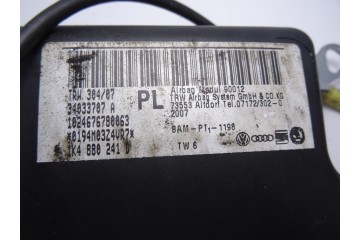 TRW 304/07
34033707 A
1024676780063
*0194M03Z4VR7*
1K4 880 241
PL
Airbag Modul 90012
TRW Airbag System GmbH & CO.KG
73553 Alfdorf Tel.07172/302-0
2007
BAM-PT1-1198
TW 6